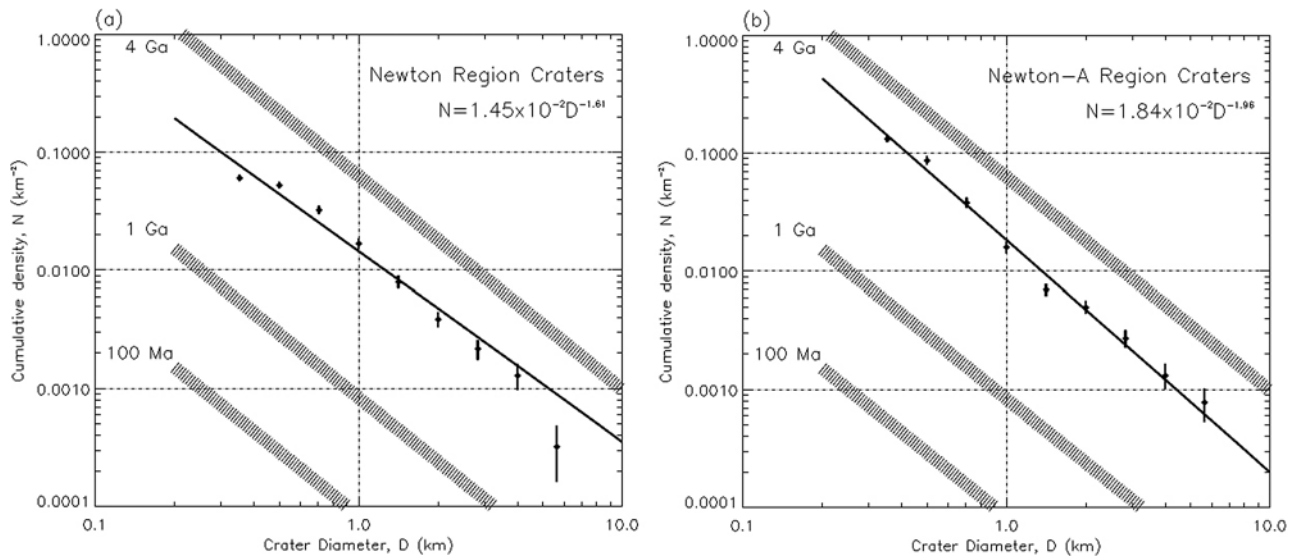 (a)
1.0000
0.1000
0.0100
0.0010
0.0001
Cumulative density, N (km⁻²)
4 Ga
1 Ga
100 Ma
Newton Region Craters
N=1.45x10⁻²D⁻¹·⁶¹
0.1
1.0
10.0
Crater Diameter, D (km)
(b)
1.0000
0.1000
0.0100
0.0010
0.0001
Cumulative density, N (km⁻²)
4 Ga
1 Ga
100 Ma
Newton-A Region Craters
N=1.84x10⁻²D⁻¹·⁹⁶
0.1
1.0
10.0
Crater Diameter, D (km)